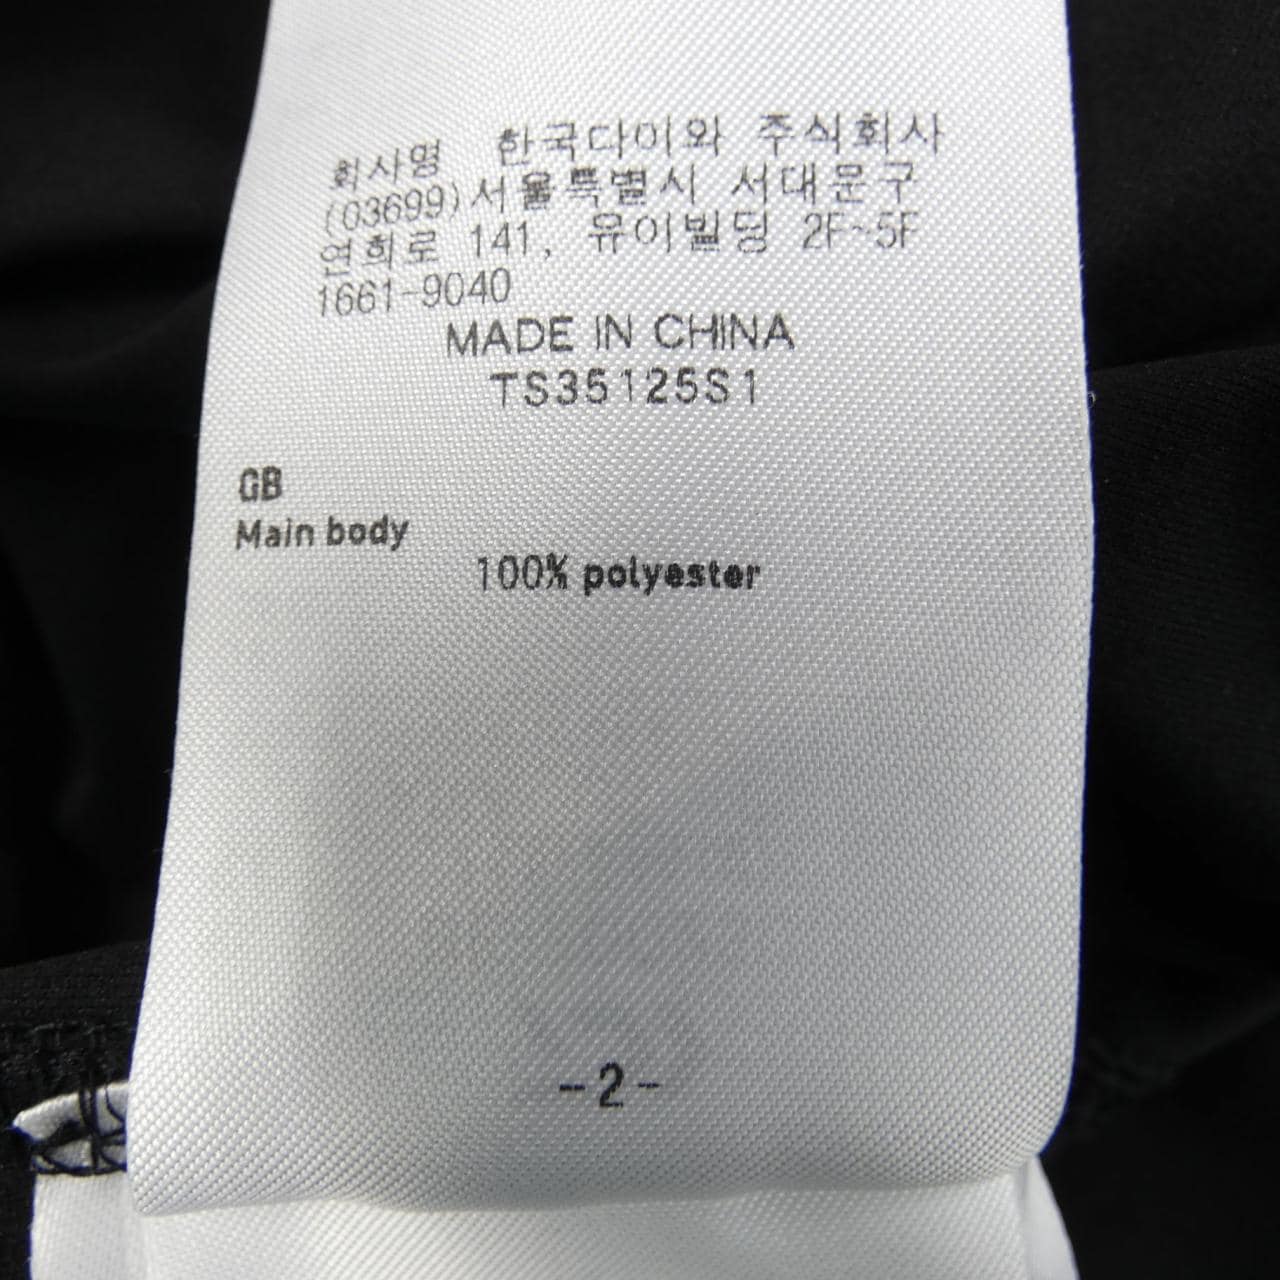 회사명 한국다이와 주식회사
(03699)서울특별시 서대문구
연희로 141, 유이빌딩 2F~5F
1661-9040
MADE IN CHINA
TS35125S1
GB
Main body
100% polyester
-2-